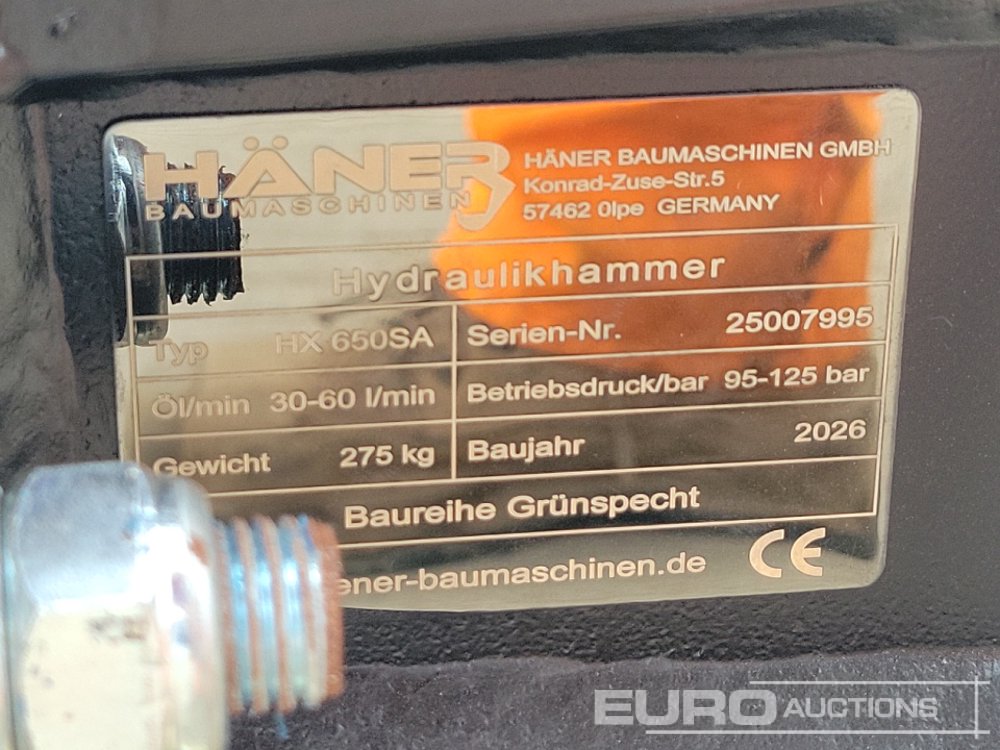 HÄNER
BAUMASCHINEN
HÄNER BAUMASCHINEN GMBH
Konrad-Zuse-Str.5
57462 Olpe GERMANY
Hydraulikhammer
Typ HX 650SA
Serien-Nr. 25007995
Öl/min 30-60 l/min
Betriebsdruck/bar 95-125 bar
Gewicht 275 kg
Baujahr 2026
Baureihe Grünspecht
ener-baumaschinen.de
CE
EURO AUCTIONS